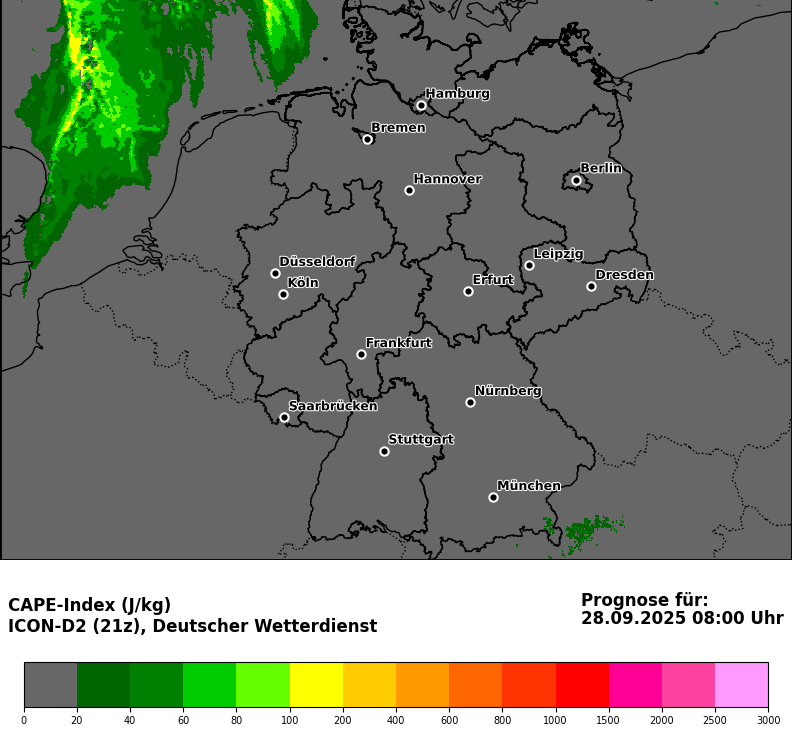 Hamburg
Bremen
Berlin
Hannover
Leipzig
Düsseldorf
Dresden
Erfurt
Köln
Frankfurt
Nürnberg
Saarbrücken
Stuttgart
München
CAPE-Index (J/kg)
ICON-D2 (21z), Deutscher Wetterdienst
Prognose für:
28.09.2025 08:00 Uhr
0 20 40 60 80 100 200 400 600 800 1000 1500 2000 2500 3000